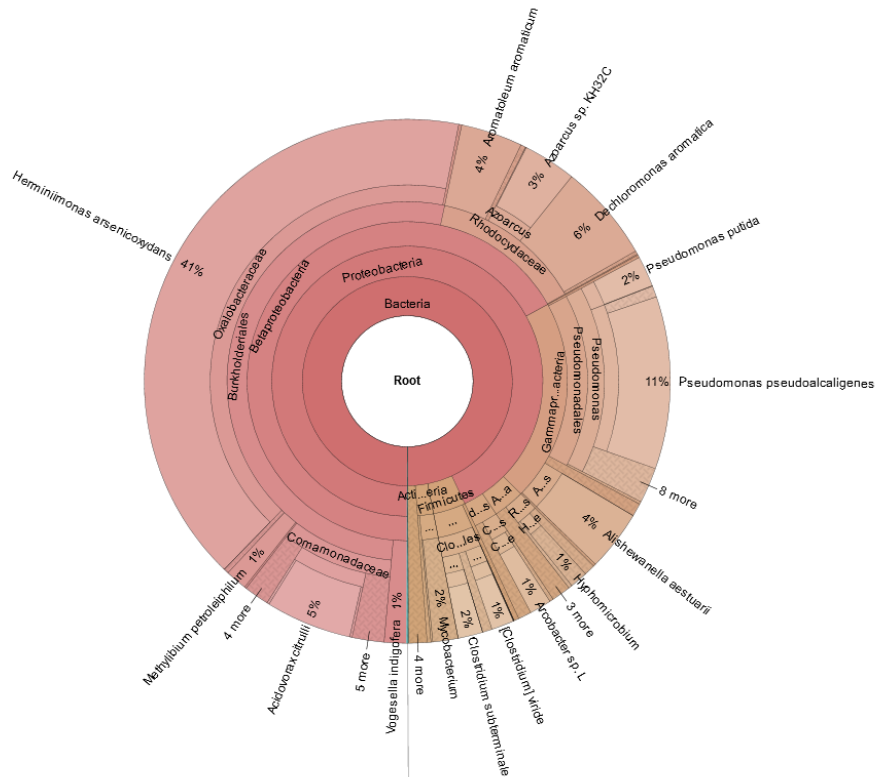 Aromatoleum aromaticum
4%
Azoarcus sp. KH32C
3%
Dechloromonas aromatica
6%
Azoarcus
Rhodocyclaceae
Pseudomonas putida
2%
Herminiimonas arsenicoxydans
41%
Oxalobacteraceae
Burkholderiales
Betaproteobacteria
Proteobacteria
Bacteria
Root
Gammapr...acteria
Pseudomonadales
Pseudomonas
11%
Pseudomonas pseudoalcaligenes
8 more
Acti...eria
Firmicutes
d...s
A...a
R...s
A...s
4%
Alishewanella aestuarii
...
...
Clo...les
C...s
C...e
H...e
...
...
1%
Hyphomicrobium
3 more
1%
Arcobacter sp. L
1%
[Clostridium] viride
2%
Clostridium subterminale
2%
Mycobacterium
4 more
1%
Vogesella indigofera
Comamonadaceae
5 more
5%
Acidovorax citrulli
4 more
1%
Methylibium petroleiphilum